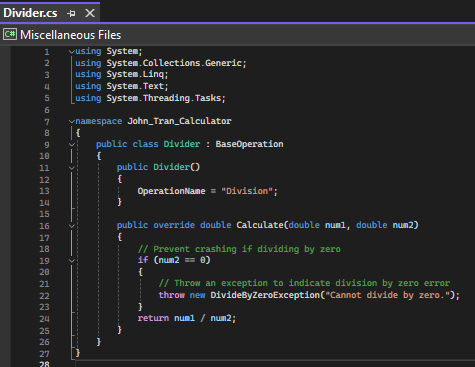 Divider.cs
C# Miscellaneous Files
1 using System;
2 using System.Collections.Generic;
3 using System.Linq;
4 using System.Text;
5 using System.Threading.Tasks;
6
7 namespace John_Tran_Calculator
8 {
9 public class Divider : BaseOperation
10 {
11 public Divider()
12 {
13 OperationName = "Division";
14 }
15
16 public override double Calculate(double num1, double num2)
17 {
18 // Prevent crashing if dividing by zero
19 if (num2 == 0)
20 {
21 // Throw an exception to indicate division by zero error
22 throw new DivideByZeroException("Cannot divide by zero.");
23 }
24 return num1 / num2;
25 }
26 }
27 }
28